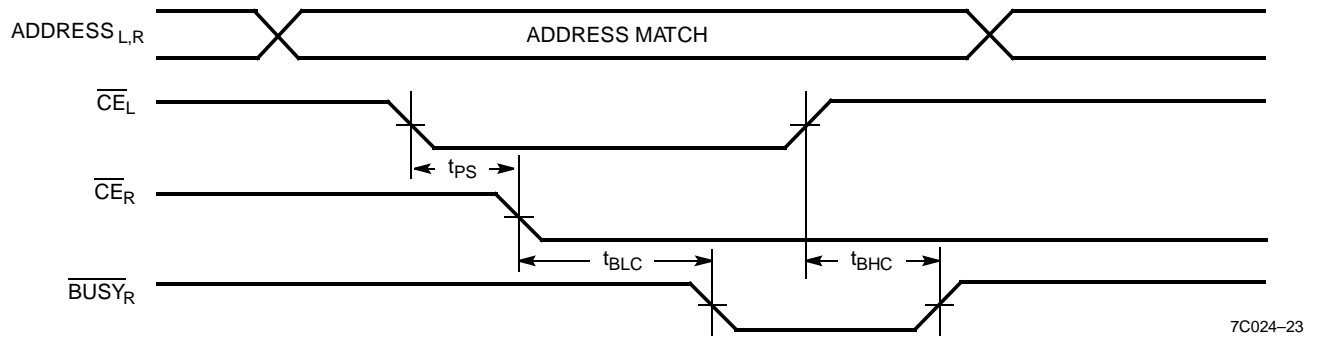 ADDRESS L,R
ADDRESS MATCH
CEL
tPS
CER
tBLC
tBHC
BUSYR
7C024–23